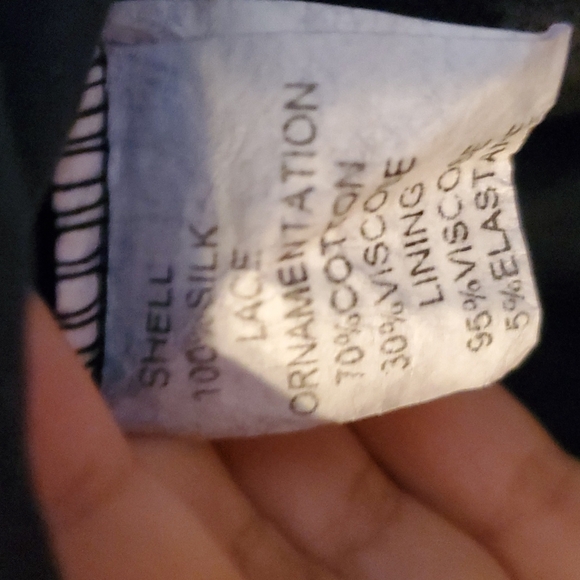 SHELL
100%SILK
LACE
ORNAMENTATION
70%COTTON
30%VISCOSE
LINING
95%VISCOSE
5%ELASTANE